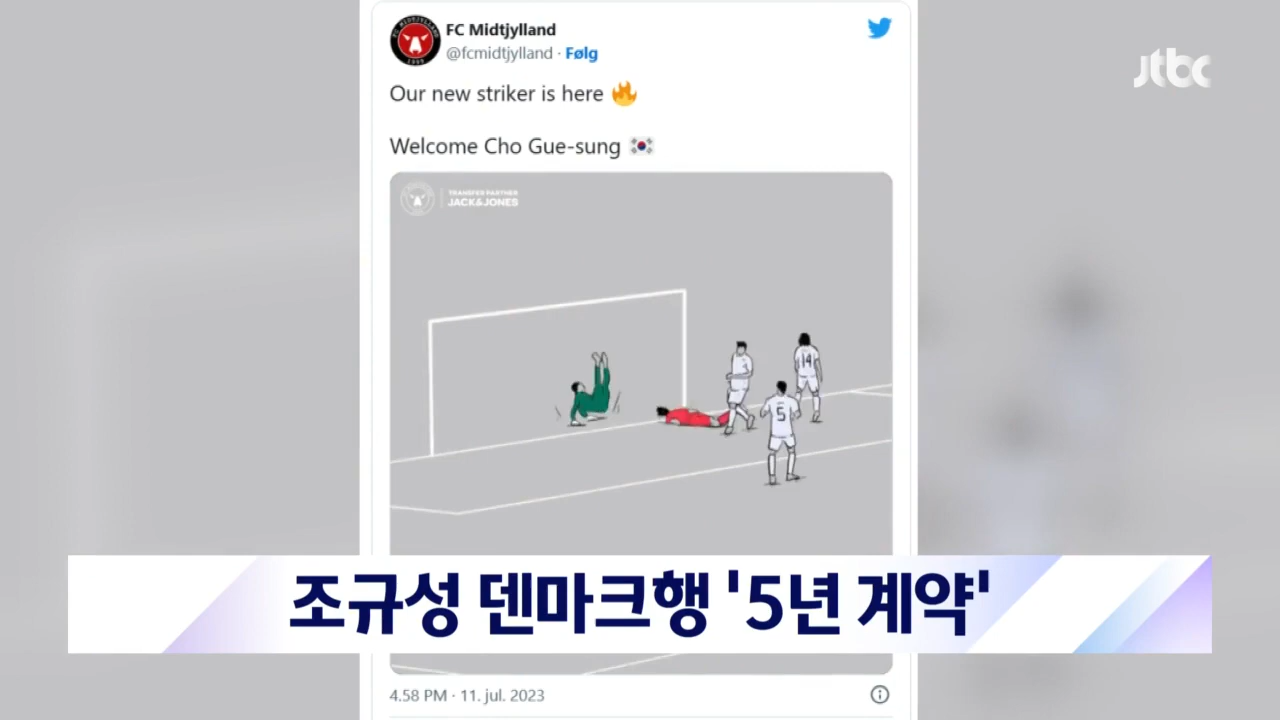 FC Midtjylland
@fcmidtjylland · Følg
jtbc
Our new striker is here 🔥
Welcome Cho Gue-sung 🇰🇷
TRANSFER PARTNER
JACK&JONES
14
5
조규성 덴마크행 '5년 계약'
4.58 PM · 11. jul. 2023